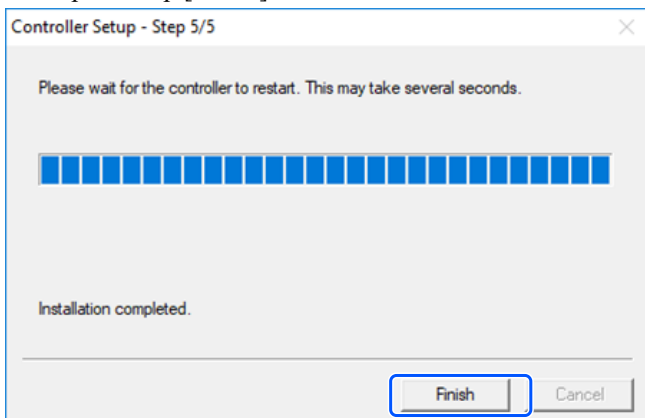 Controller Setup - Step 5/5
Please wait for the controller to restart. This may take several seconds.
Installation completed.
Finish
Cancel